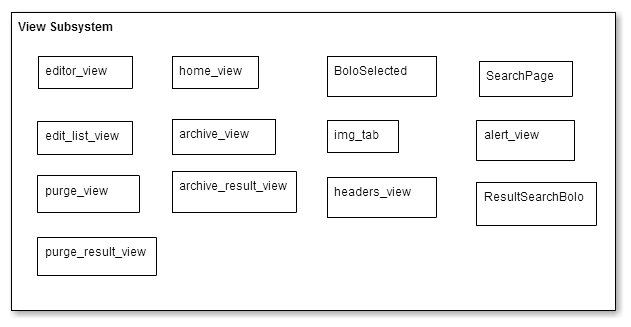 View Subsystem
editor_view
home_view
BoloSelected
SearchPage
edit_list_view
archive_view
img_tab
alert_view
purge_view
archive_result_view
headers_view
ResultSearchBolo
purge_result_view